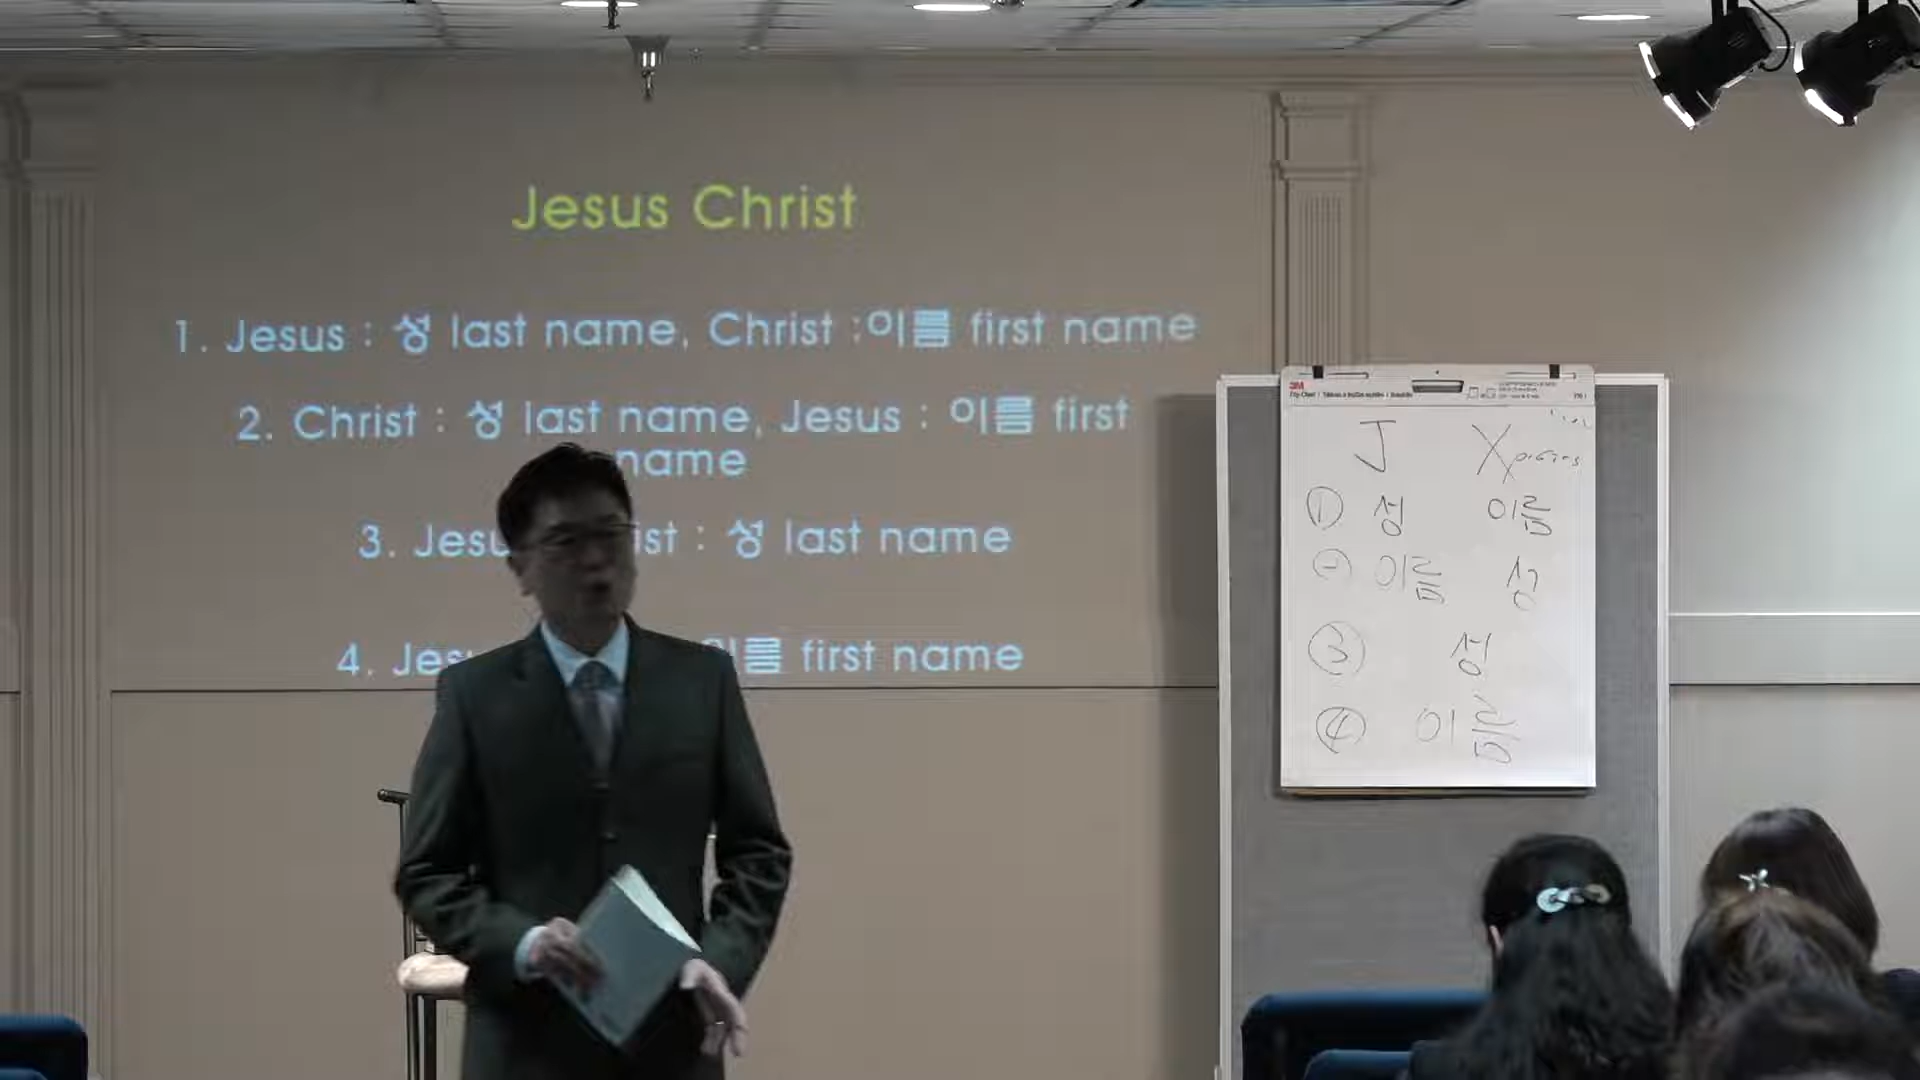 Jesus Christ
1. Jesus : 성 last name, Christ :이름 first name
2. Christ : 성 last name, Jesus : 이름 first
name
3. Jesu ist : 성 last name
4. Jes 이름 first name
3M
J X
① 성 이름
② 이름 성
③ 성
④ 이름